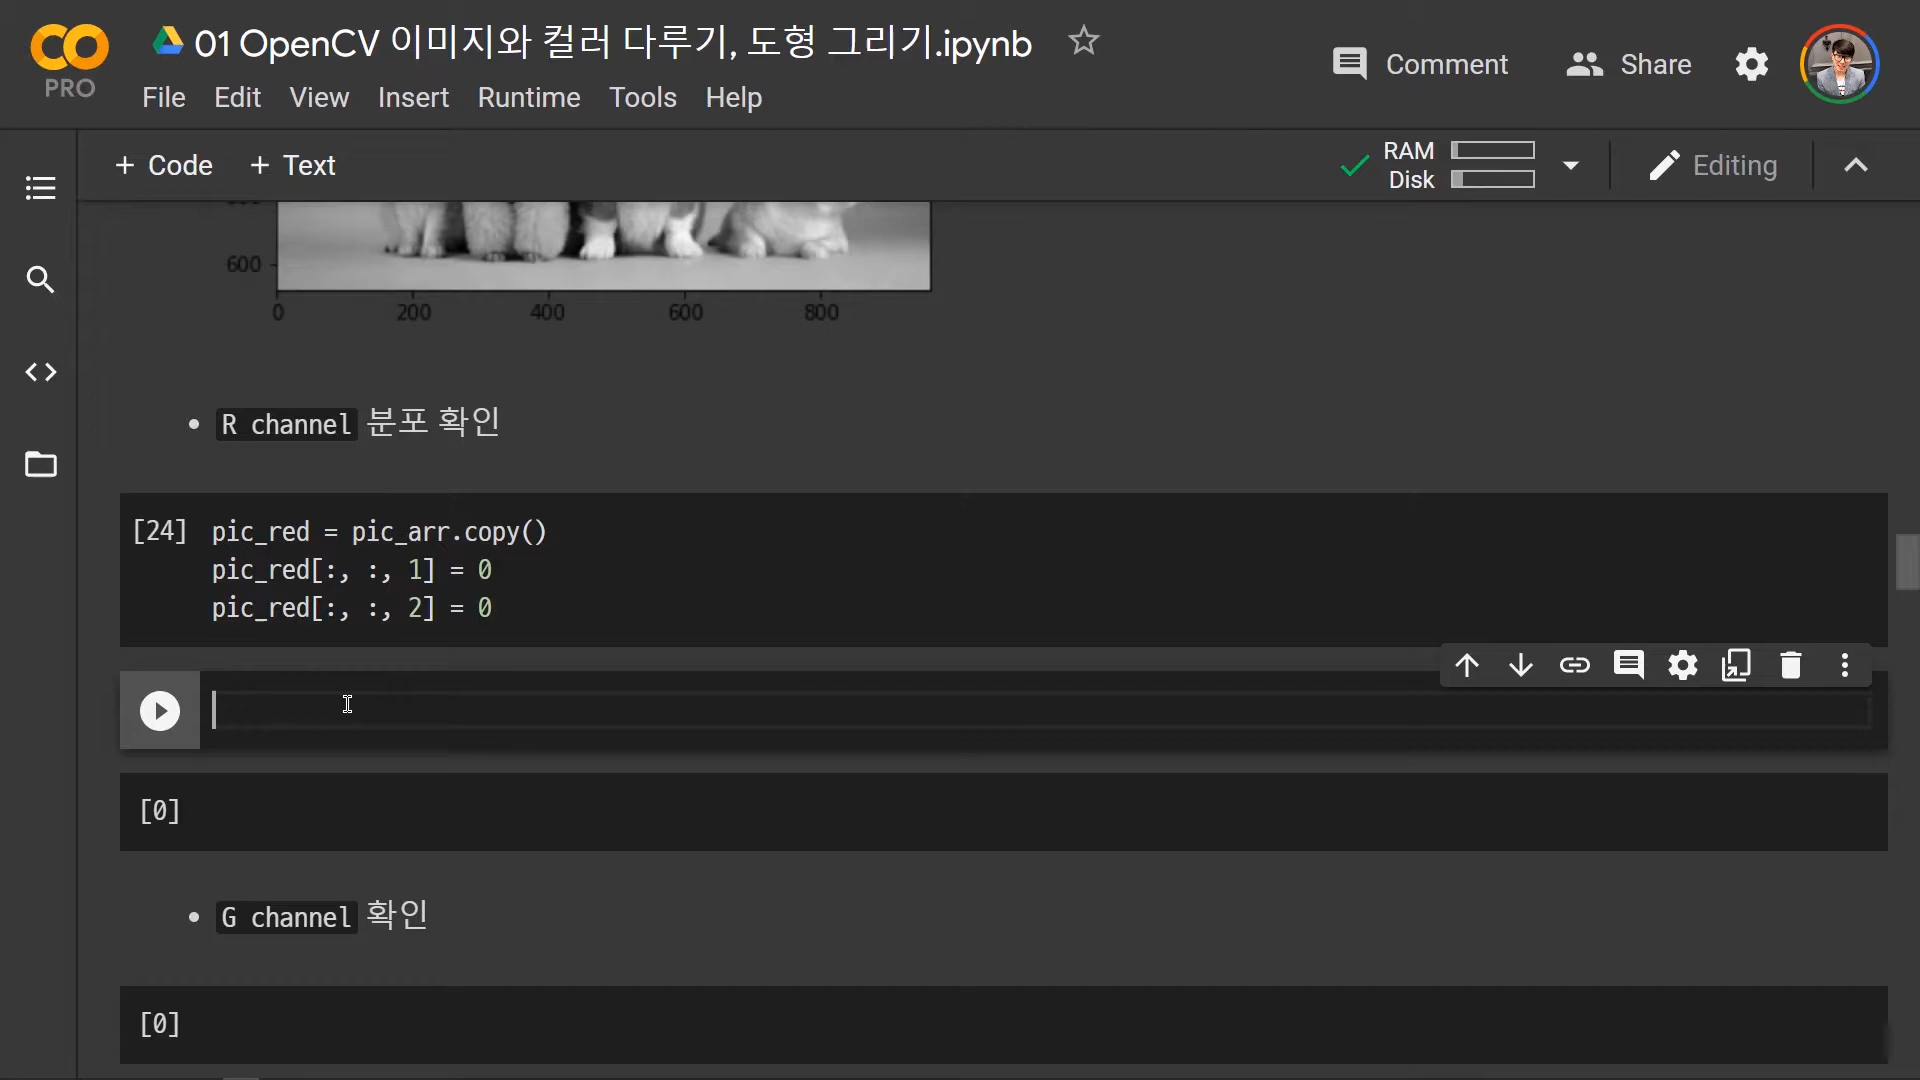 01 OpenCV 이미지와 컬러 다루기, 도형 그리기.ipynb
PRO
File Edit View Insert Runtime Tools Help
Comment
Share
+ Code + Text
RAM
Disk
Editing
600
0 200 400 600 800
• R channel 분포 확인
[24] pic_red = pic_arr.copy()
pic_red[:, :, 1] = 0
pic_red[:, :, 2] = 0
[0]
• G channel 확인
[0]